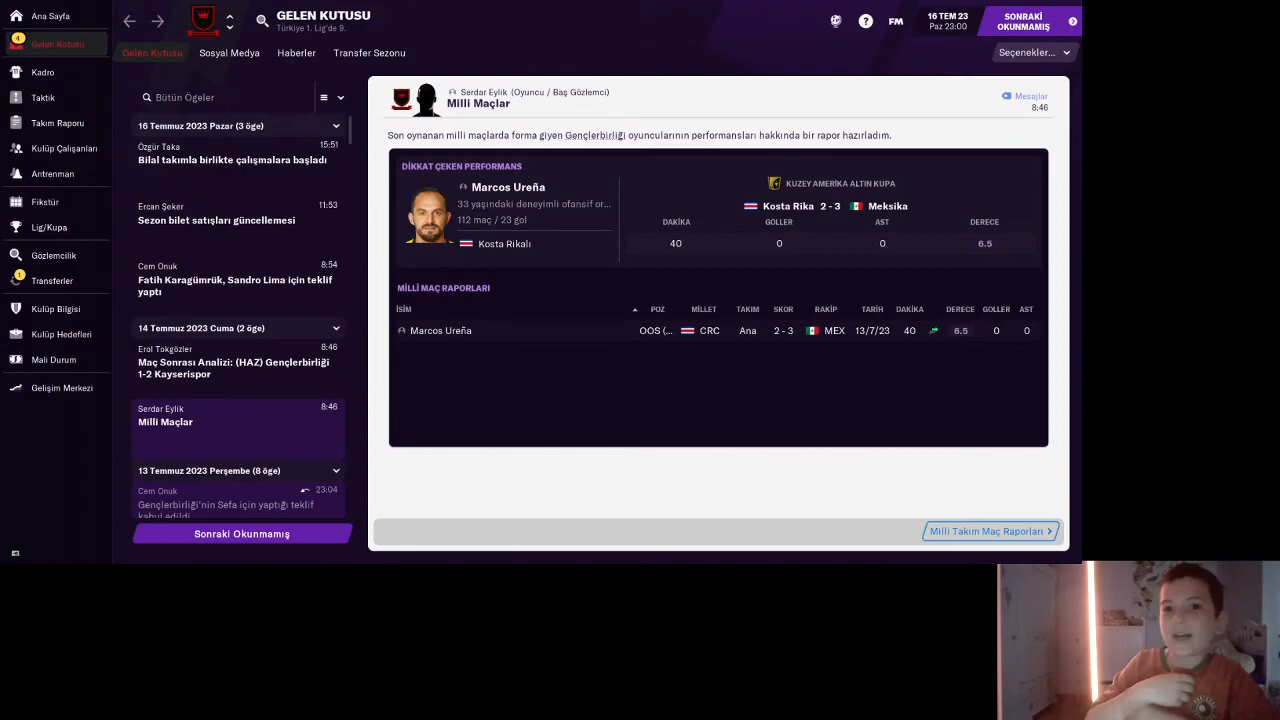 Ana Sayfa
4
Gelen Kutusu
Kadro
Taktik
Takım Raporu
Kulüp Çalışanları
Antrenman
Fikstür
Lig/Kupa
Gözlemcilik
1
Transferler
Kulüp Bilgisi
Kulüp Hedefleri
Mali Durum
Gelişim Merkezi
GELEN KUTUSU
Türkiye 1. Lig'de 9.
?
FM
16 TEM 23
Paz 23:00
SONRAKİ
OKUNMAMIŞ
Gelen Kutusu Sosyal Medya Haberler Transfer Sezonu
Seçenekler...
Bütün Ögeler
16 Temmuz 2023 Pazar (3 öge)
Özgür Taka 15:51
Bilal takımla birlikte çalışmalara başladı
Ercan Şeker 11:53
Sezon bilet satışları güncellemesi
Cem Onuk 8:54
Fatih Karagümrük, Sandro Lima için teklif
yaptı
14 Temmuz 2023 Cuma (2 öge)
Erol Tokgözler 8:46
Maç Sonrası Analizi: (HAZ) Gençlerbirliği
1-2 Kayserispor
Serdar Eylik 8:46
Milli Maçlar
13 Temmuz 2023 Perşembe (8 öge)
Cem Onuk 23:04
Gençlerbirliği'nin Sefa için yaptığı teklif
kabul edildi
Sonraki Okunmamış
Serdar Eylik (Oyuncu / Baş Gözlemci)
Milli Maçlar
Mesajlar
8:46
Son oynanan milli maçlarda forma giyen Gençlerbirliği oyuncularının performansları hakkında bir rapor hazırladım.
DİKKAT ÇEKEN PERFORMANS
Marcos Ureña
33 yaşındaki deneyimli ofansif or...
112 maç / 23 gol
Kosta Rikalı
KUZEY AMERİKA ALTIN KUPA
Kosta Rika 2 - 3 Meksika
DAKİKA GOLLER AST DERECE
40 0 0 6.5
MİLLİ MAÇ RAPORLARI
İSİM POZ MİLLET TAKIM SKOR RAKİP TARİH DAKİKA DERECE GOLLER AST
Marcos Ureña OOS (... CRC Ana 2 - 3 MEX 13/7/23 40 6.5 0 0
Milli Takım Maç Raporları